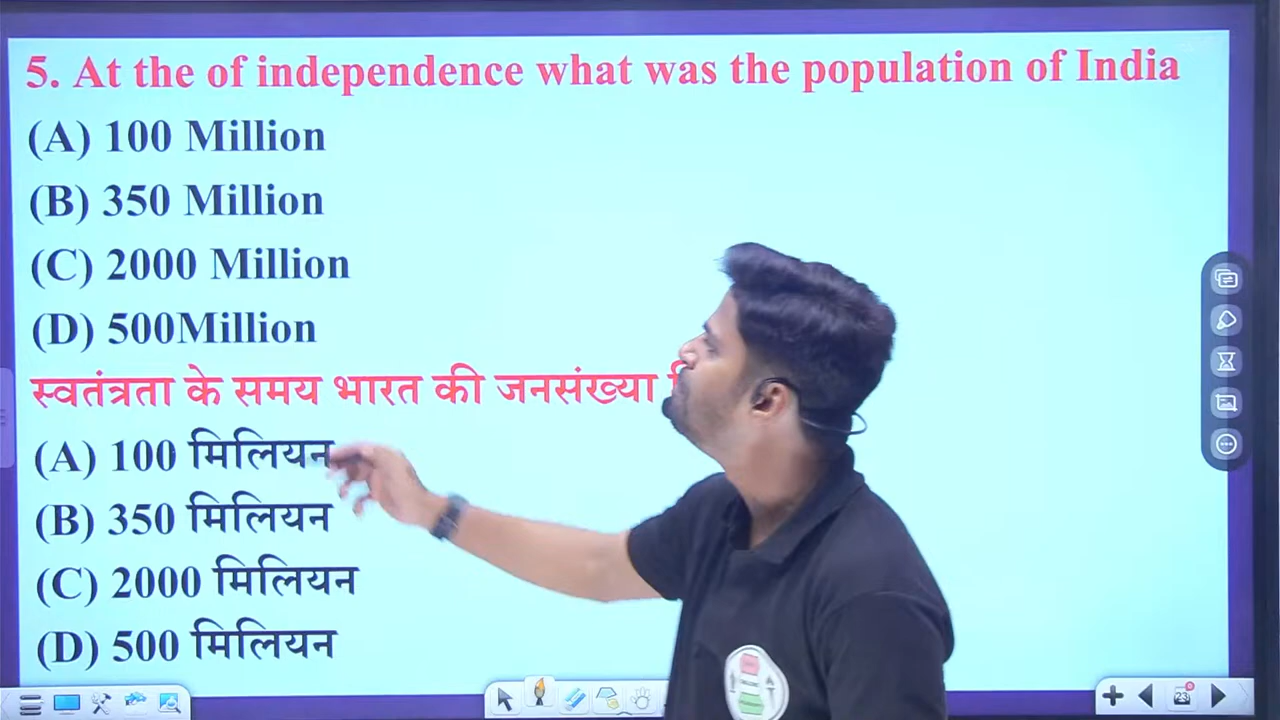 5. At the of independence what was the population of India
(A) 100 Million
(B) 350 Million
(C) 2000 Million
(D) 500Million
स्वतंत्रता के समय भारत की जनसंख्या
(A) 100 मिलियन
(B) 350 मिलियन
(C) 2000 मिलियन
(D) 500 मिलियन
23